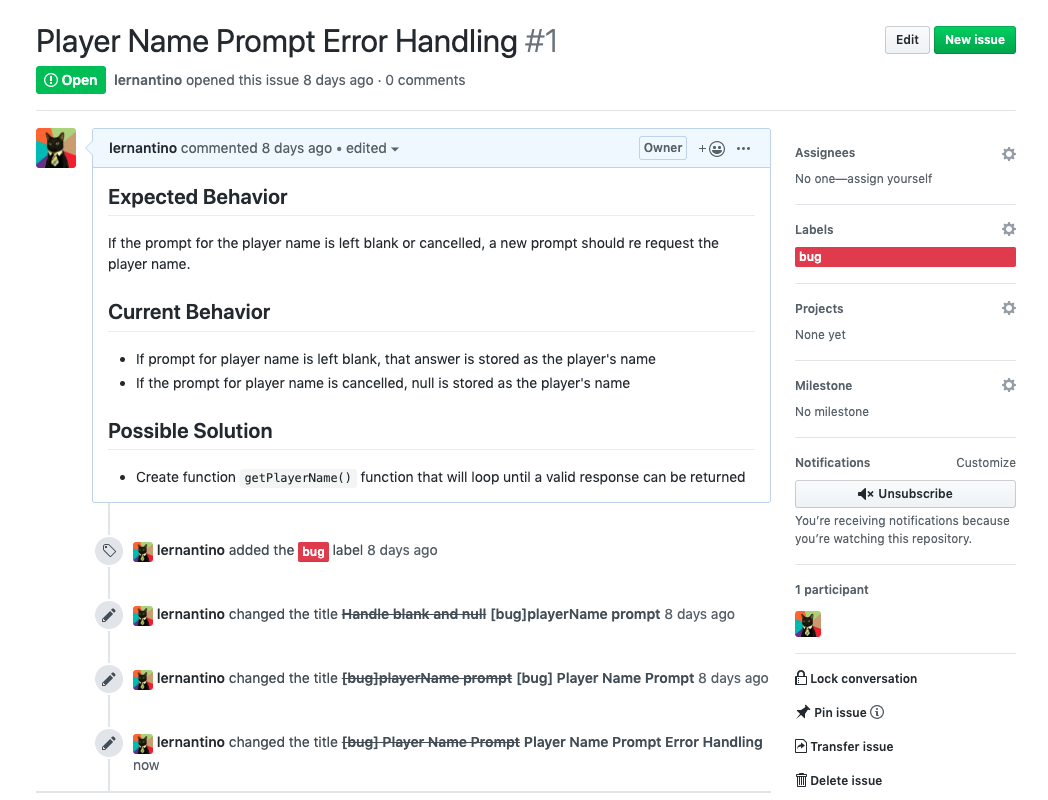 Player Name Prompt Error Handling #1
Edit
New issue
Open
lernantino opened this issue 8 days ago · 0 comments
lernantino commented 8 days ago • edited
Owner
+
Expected Behavior
If the prompt for the player name is left blank or cancelled, a new prompt should re request the
player name.
Current Behavior
• If prompt for player name is left blank, that answer is stored as the player's name
• If the prompt for player name is cancelled, null is stored as the player's name
Possible Solution
• Create function getPlayerName() function that will loop until a valid response can be returned
lernantino added the bug label 8 days ago
lernantino changed the title Handle blank and null [bug]playerName prompt 8 days ago
lernantino changed the title [bug]playerName prompt [bug] Player Name Prompt 8 days ago
lernantino changed the title [bug] Player Name Prompt Player Name Prompt Error Handling
now
Assignees
No one—assign yourself
Labels
bug
Projects
None yet
Milestone
No milestone
Notifications
Customize
Unsubscribe
You're receiving notifications because
you're watching this repository.
1 participant
Lock conversation
Pin issue
Transfer issue
Delete issue